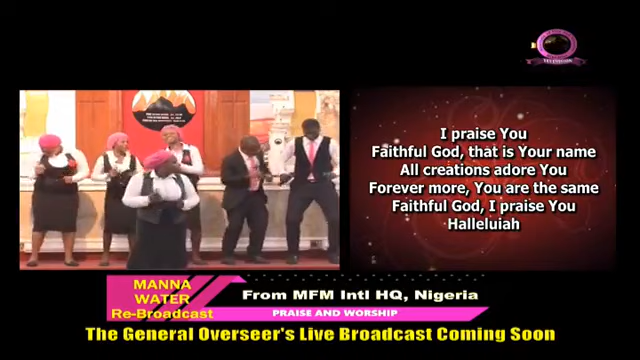 I praise You
Faithful God, that is Your name
All creations adore You
Forever more, You are the same
Faithful God, I praise You
Halleluiah
MANNA
WATER
Re-Broadcast
From MFM Intl HQ, Nigeria
PRAISE AND WORSHIP
The General Overseer's Live Broadcast Coming Soon